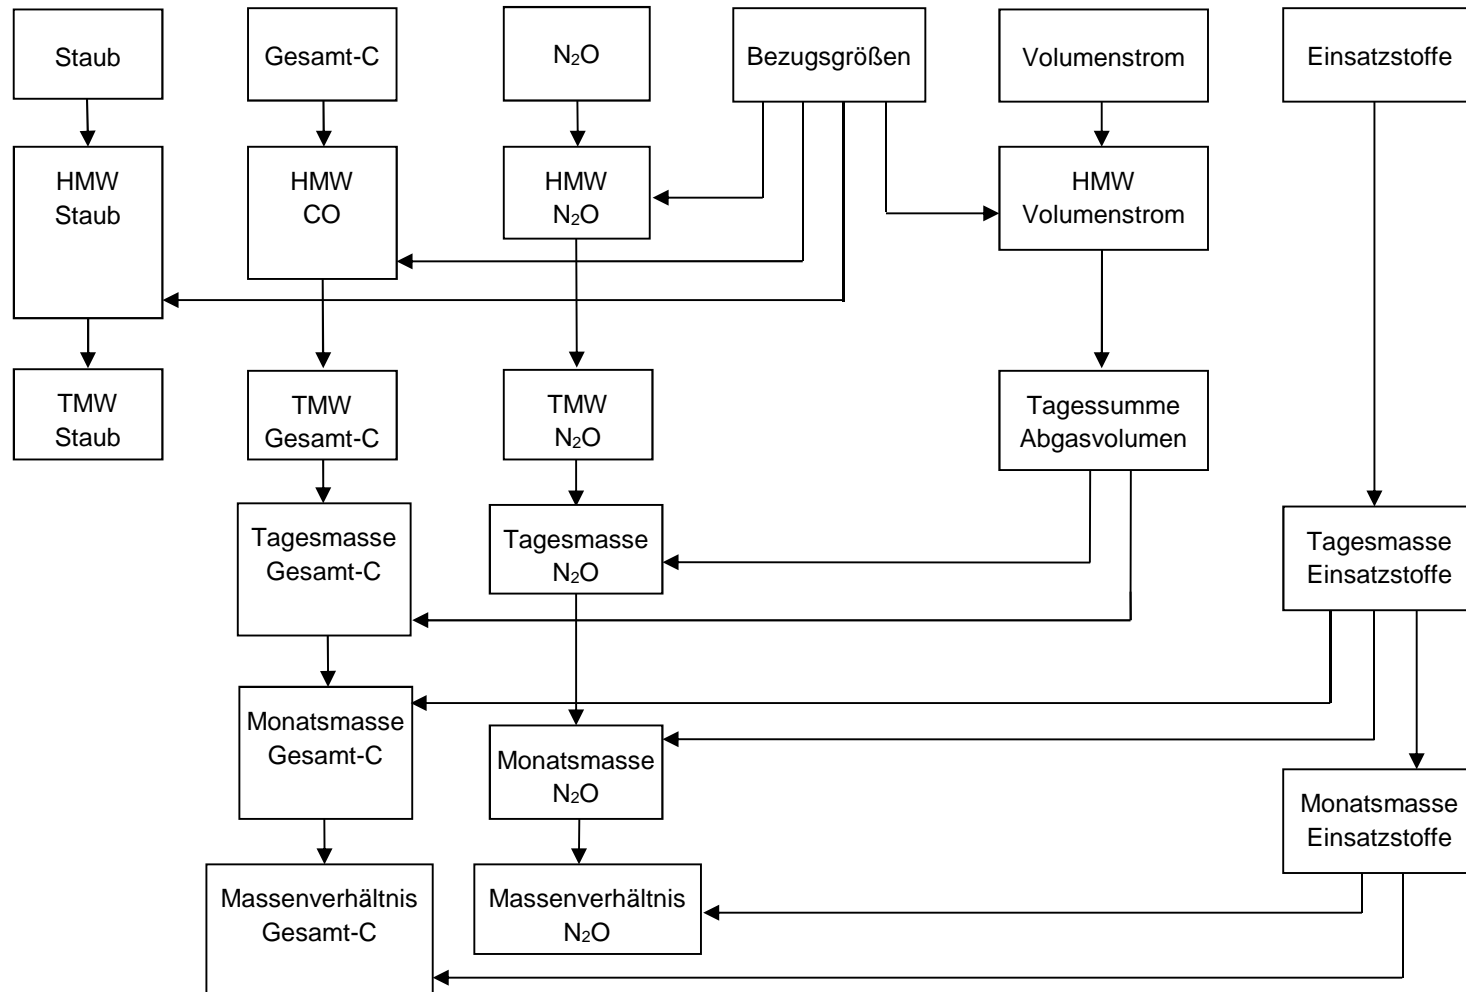 Staub
Gesamt-C
N₂O
Bezugsgrößen
Volumenstrom
Einsatzstoffe
HMW
Staub
HMW
CO
HMW
N₂O
HMW
Volumenstrom
TMW
Staub
TMW
Gesamt-C
TMW
N₂O
Tagessumme
Abgasvolumen
Tagesmasse
Gesamt-C
Tagesmasse
N₂O
Tagesmasse
Einsatzstoffe
Monatsmasse
Gesamt-C
Monatsmasse
N₂O
Monatsmasse
Einsatzstoffe
Massenverhältnis
Gesamt-C
Massenverhältnis
N₂O